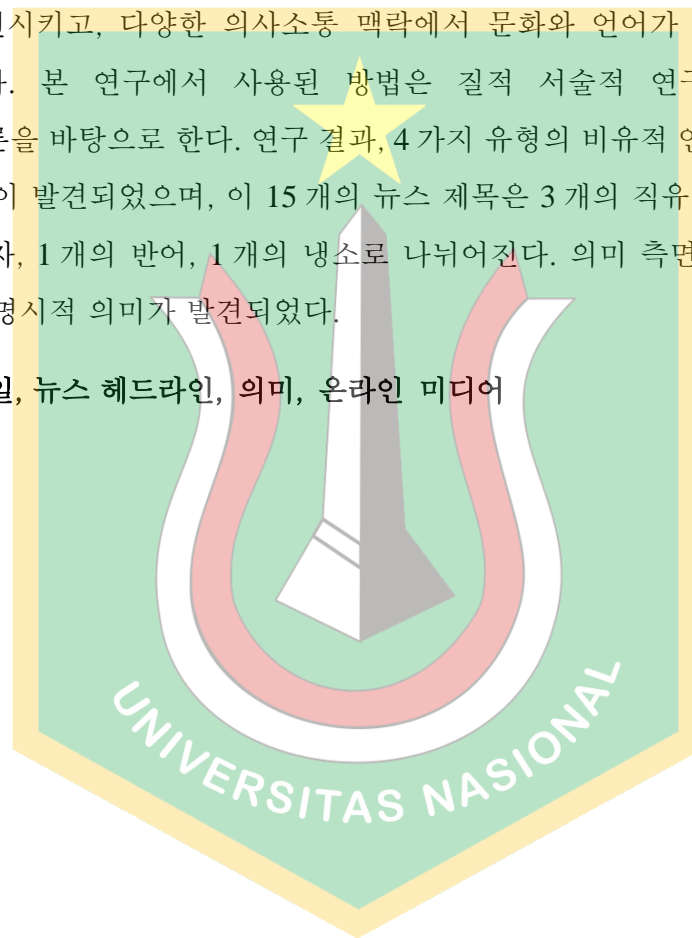 시키고, 다양한 의사소통 맥락에서 문화와 언어가
본 연구에서 사용된 방법은 질적 서술적 연구
바탕으로 한다. 연구 결과, 4 가지 유형의 비유적
발견되었으며, 이 15 개의 뉴스 제목은 3 개의 직유
1 개의 반어, 1 개의 냉소로 나뉘어진다. 의미 측면
명시적 의미가 발견되었다.
뉴스 헤드라인, 의미, 온라인 미디어
UNIVERSITAS NASIONAL